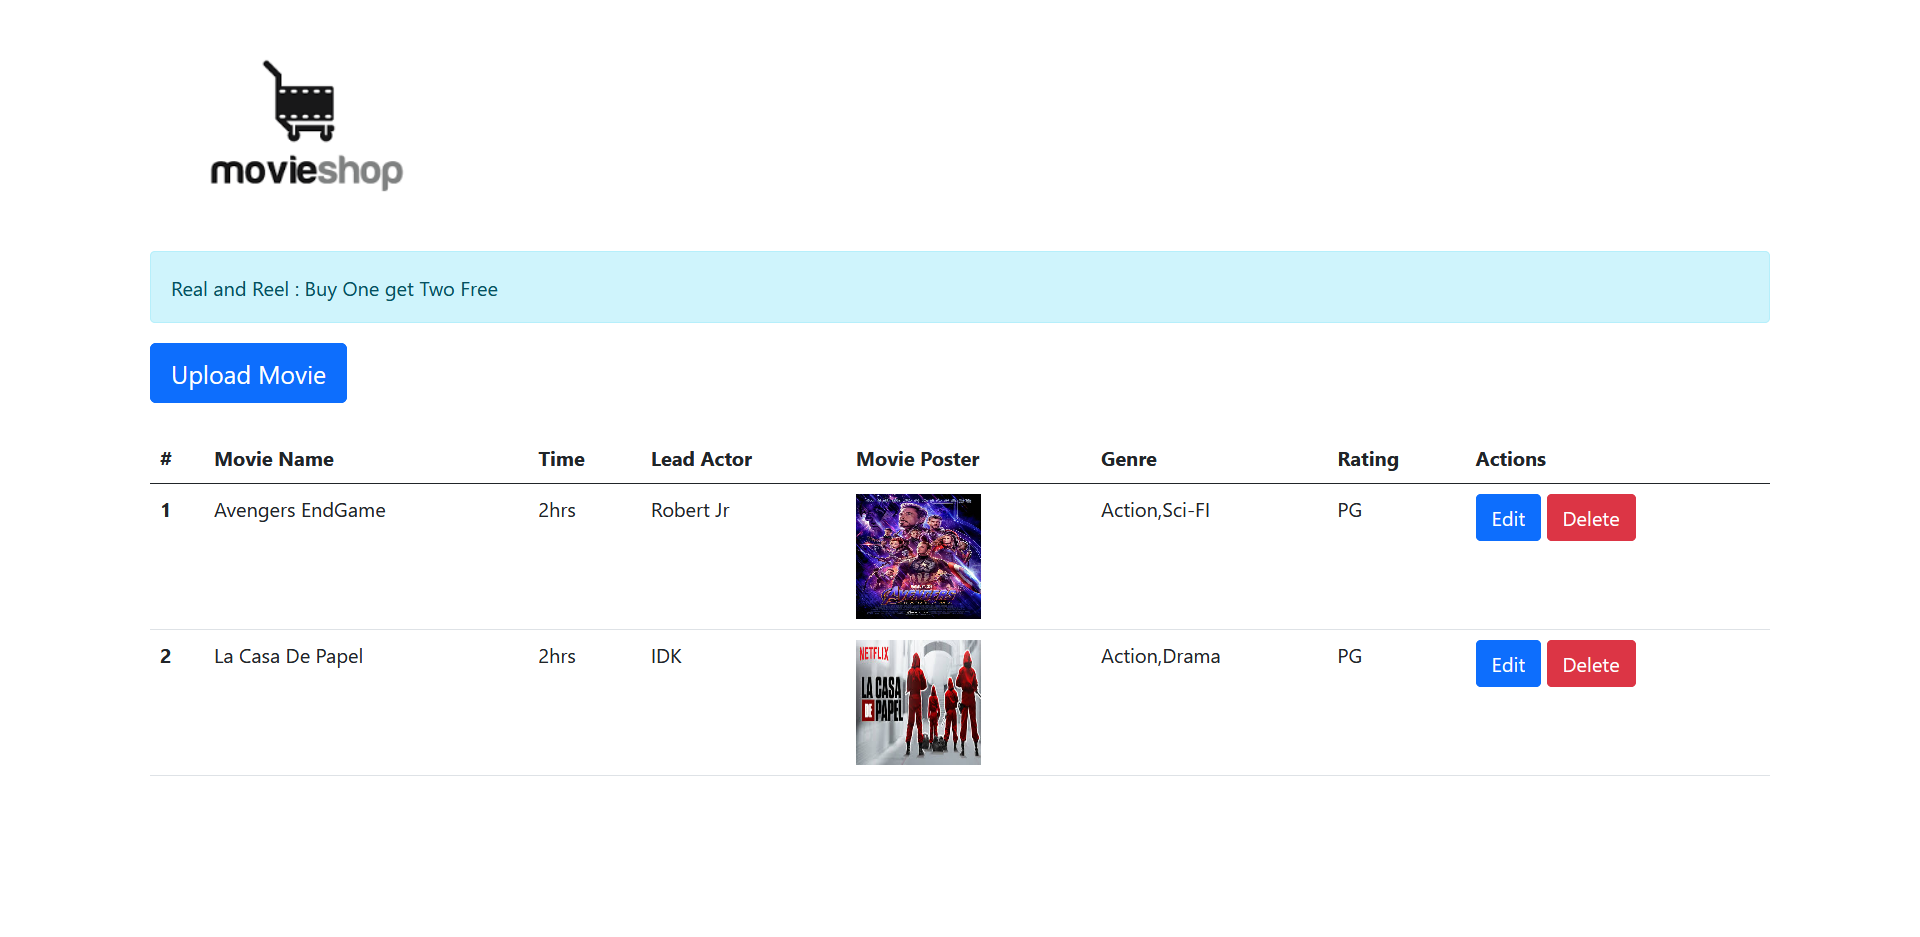 movieshop
Real and Reel : Buy One get Two Free
Upload Movie
# Movie Name Time Lead Actor Movie Poster Genre Rating Actions
1 Avengers EndGame 2hrs Robert Jr Action,Sci-FI PG Edit Delete
2 La Casa De Papel 2hrs IDK Action,Drama PG Edit Delete
NETFLIX
LA CASA
DE PAPEL